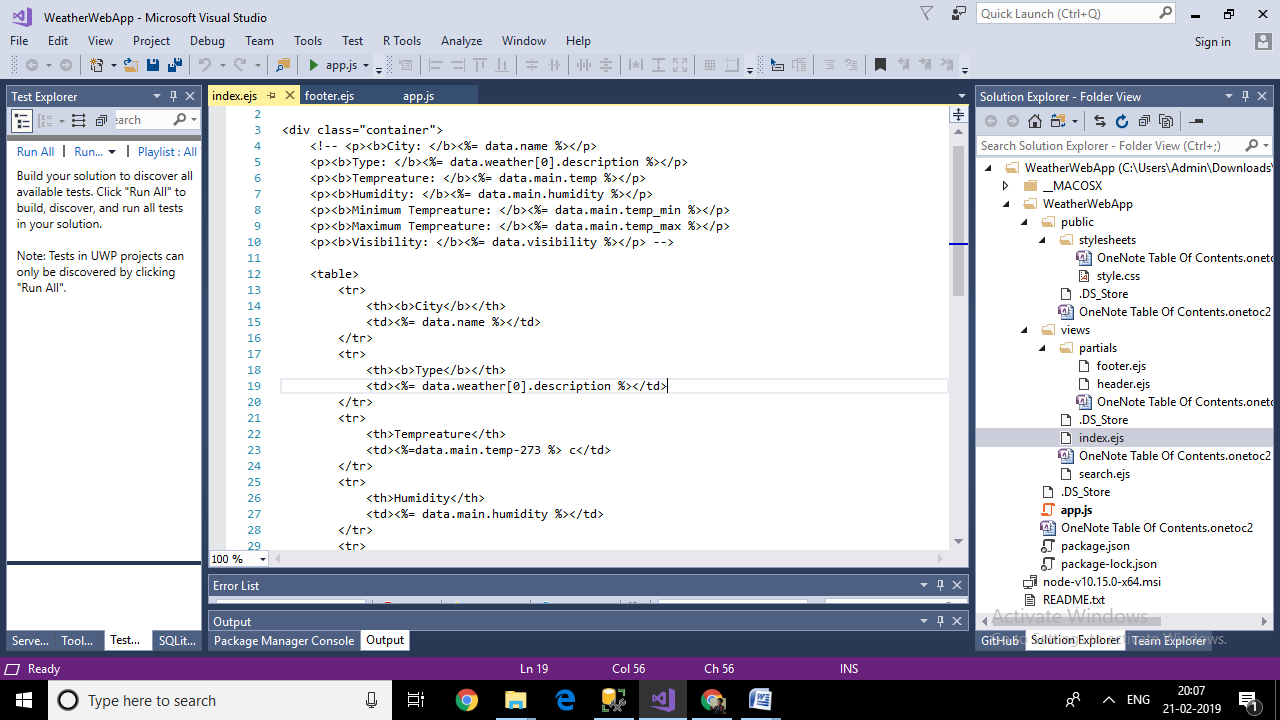 WeatherWebApp - Microsoft Visual Studio
Quick Launch (Ctrl+Q)
File Edit View Project Debug Team Tools Test R Tools Analyze Window Help
Sign in
app.js
Test Explorer
earch
Run All | Run... | Playlist : All
Build your solution to discover all
available tests. Click "Run All" to
build, discover, and run all tests
in your solution.
Note: Tests in UWP projects can
only be discovered by clicking
"Run All".
Serve... Tool... Test... SQLit...
index.ejs footer.ejs app.js
2
3 <div class="container">
4 <!-- <p><b>City: </b><%= data.name %></p>
5 <p><b>Type: </b><%= data.weather[0].description %></p>
6 <p><b>Tempreature: </b><%= data.main.temp %></p>
7 <p><b>Humidity: </b><%= data.main.humidity %></p>
8 <p><b>Minimum Tempreature: </b><%= data.main.temp_min %></p>
9 <p><b>Maximum Tempreature: </b><%= data.main.temp_max %></p>
10 <p><b>Visibility: </b><%= data.visibility %></p> -->
11
12 <table>
13 <tr>
14 <th><b>City</b></th>
15 <td><%= data.name %></td>
16 </tr>
17 <tr>
18 <th><b>Type</b></th>
19 <td><%= data.weather[0].description %></td>
20 </tr>
21 <tr>
22 <th>Tempreature</th>
23 <td><%=data.main.temp-273 %> c</td>
24 </tr>
25 <tr>
26 <th>Humidity</th>
27 <td><%= data.main.humidity %></td>
28 </tr>
29 <tr>
100 %
Error List
Output
Package Manager Console Output
Solution Explorer - Folder View
Search Solution Explorer - Folder View (Ctrl+;)
WeatherWebApp (C:\Users\Admin\Downloads\
__MACOSX
WeatherWebApp
public
stylesheets
OneNote Table Of Contents.onetc
style.css
.DS_Store
OneNote Table Of Contents.onetoc2
views
partials
footer.ejs
header.ejs
OneNote Table Of Contents.onetc
.DS_Store
index.ejs
OneNote Table Of Contents.onetoc2
search.ejs
.DS_Store
app.js
OneNote Table Of Contents.onetoc2
package.json
package-lock.json
node-v10.15.0-x64.msi
README.txt
Activate Windows
GitHub Solution Explorer Team Explorer
Ready Ln 19 Col 56 Ch 56 INS
Type here to search
ENG
20:07
21-02-2019
1